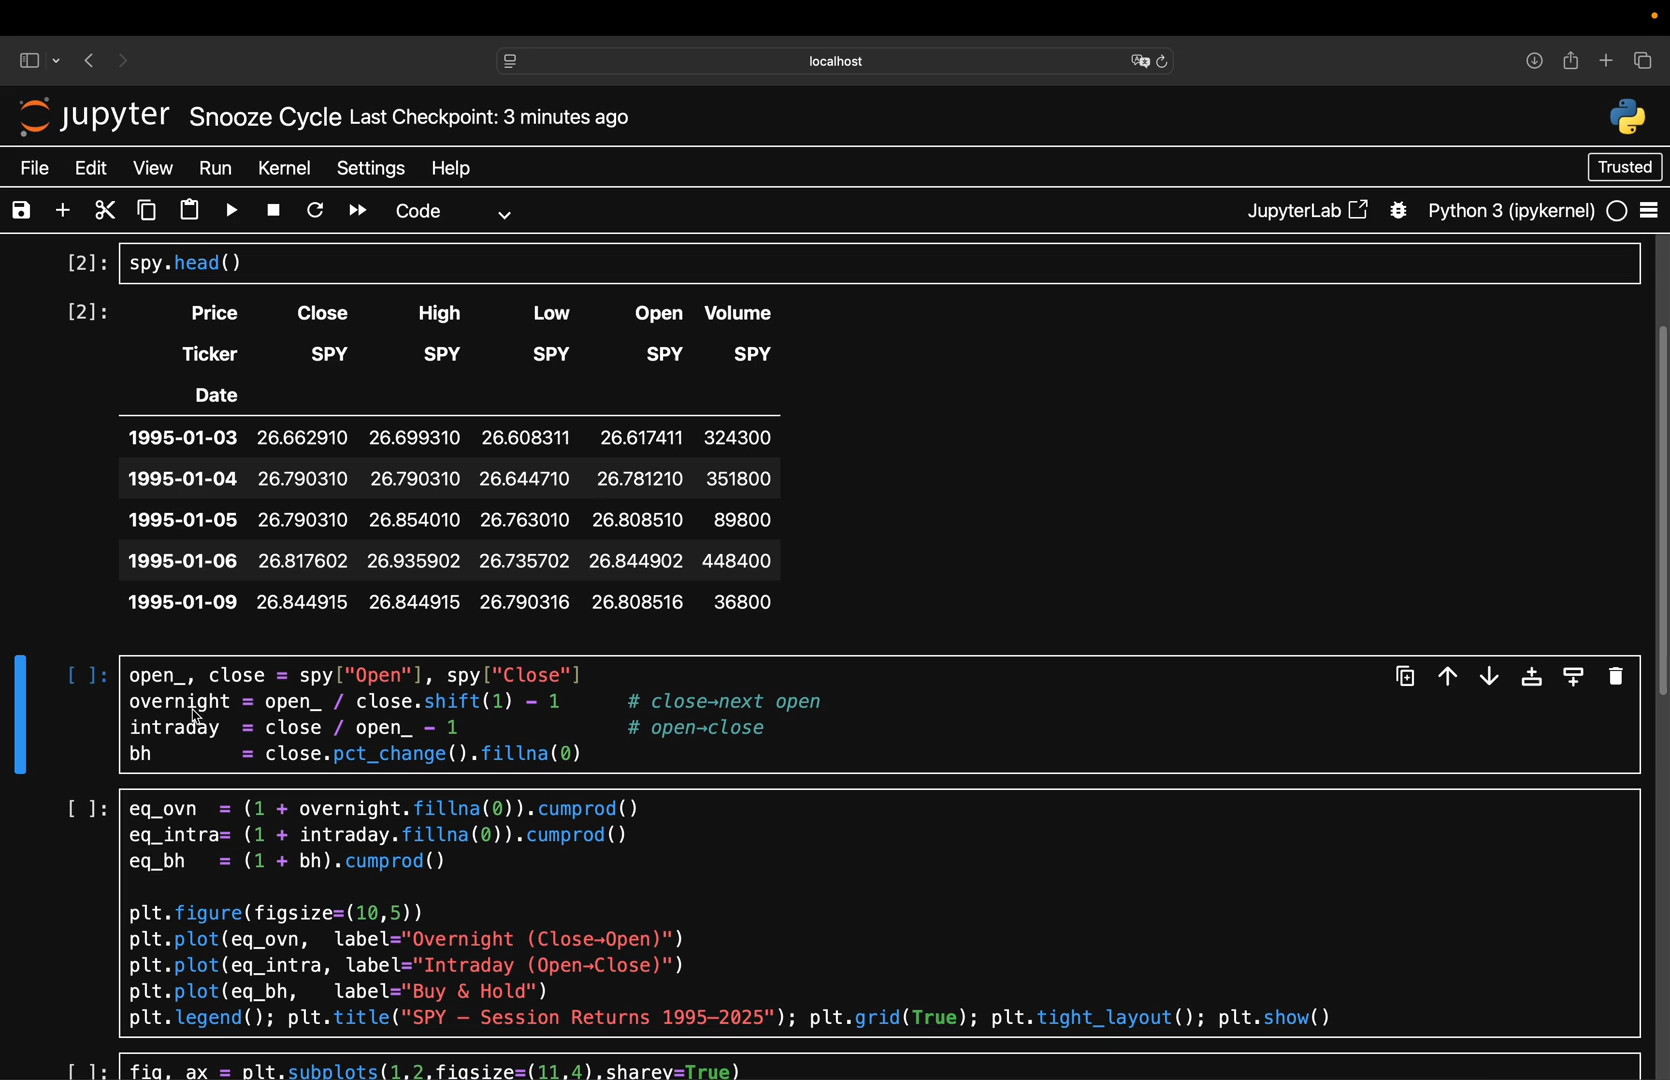 localhost
jupyter Snooze Cycle Last Checkpoint: 3 minutes ago
File Edit View Run Kernel Settings Help Trusted
Code JupyterLab Python 3 (ipykernel)
[2]: spy.head()
[2]: Price Close High Low Open Volume
Ticker SPY SPY SPY SPY SPY
Date
1995-01-03 26.662910 26.699310 26.608311 26.617411 324300
1995-01-04 26.790310 26.790310 26.644710 26.781210 351800
1995-01-05 26.790310 26.854010 26.763010 26.808510 89800
1995-01-06 26.817602 26.935902 26.735702 26.844902 448400
1995-01-09 26.844915 26.844915 26.790316 26.808516 36800
[ ]: open_, close = spy["Open"], spy["Close"]
overnight = open_ / close.shift(1) - 1 # close→next open
intraday = close / open_ - 1 # open→close
bh = close.pct_change().fillna(0)
[ ]: eq_ovn = (1 + overnight.fillna(0)).cumprod()
eq_intra= (1 + intraday.fillna(0)).cumprod()
eq_bh = (1 + bh).cumprod()
plt.figure(figsize=(10,5))
plt.plot(eq_ovn, label="Overnight (Close→Open)")
plt.plot(eq_intra, label="Intraday (Open→Close)")
plt.plot(eq_bh, label="Buy & Hold")
plt.legend(); plt.title("SPY — Session Returns 1995–2025"); plt.grid(True); plt.tight_layout(); plt.show()
[ ]: fig, ax = plt.subplots(1,2,figsize=(11,4),sharey=True)